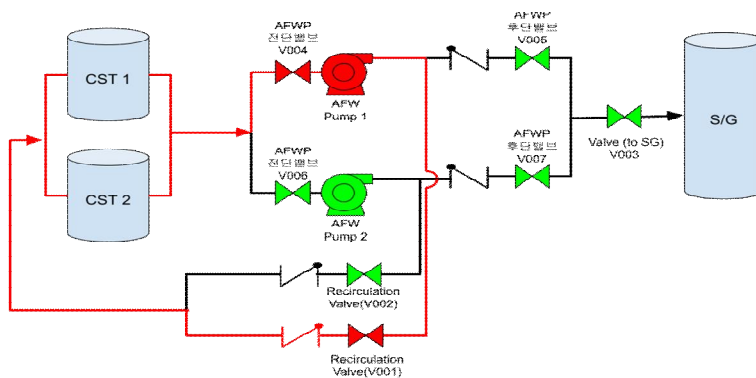 AFWP
전단밸브
V004
AFWP
후단밸브
V005
CST 1
AFW
Pump 1
S/G
AFWP
전단밸브
V006
AFWP
후단밸브
V007
Valve (to SG)
V003
CST 2
AFW
Pump 2
Recirculation
Valve(V002)
Recirculation
Valve(V001)